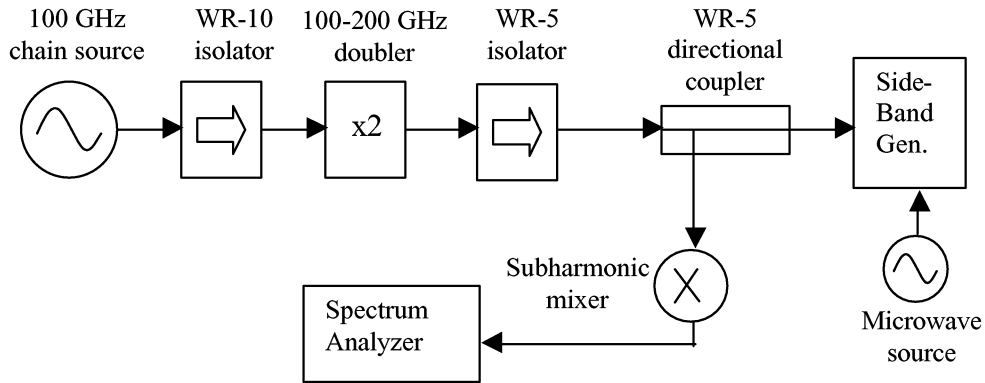 100 GHz
chain source
WR-10
isolator
100-200 GHz
doubler
WR-5
isolator
WR-5
directional
coupler
x2
Side-
Band
Gen.
Subharmonic
mixer
Spectrum
Analyzer
Microwave
source